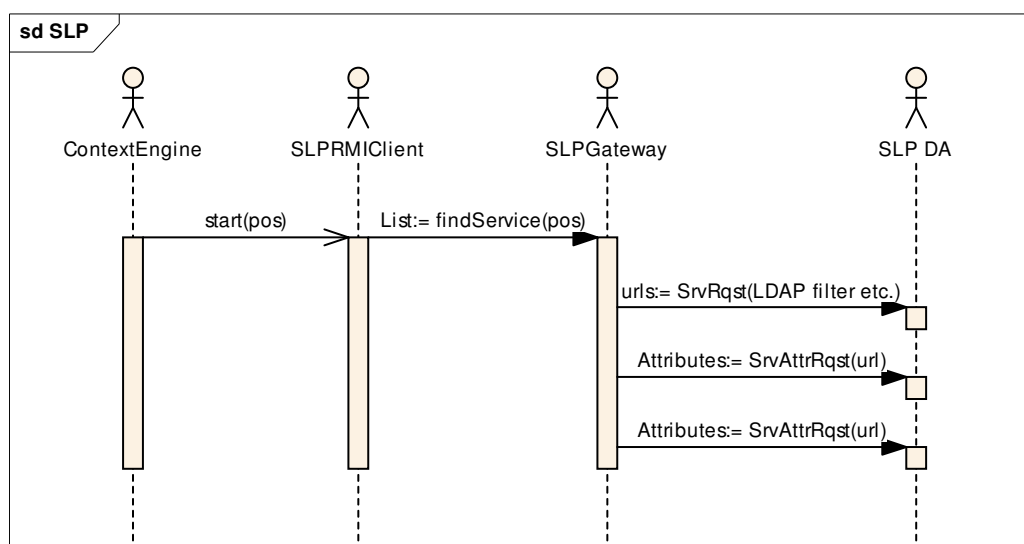 sd SLP
ContextEngine
SLPRMIClient
SLPGateway
SLP DA
start(pos)
List:= findService(pos)
urls:= SrvRqst(LDAP filter etc.)
Attributes:= SrvAttrRqst(url)
Attributes:= SrvAttrRqst(url)